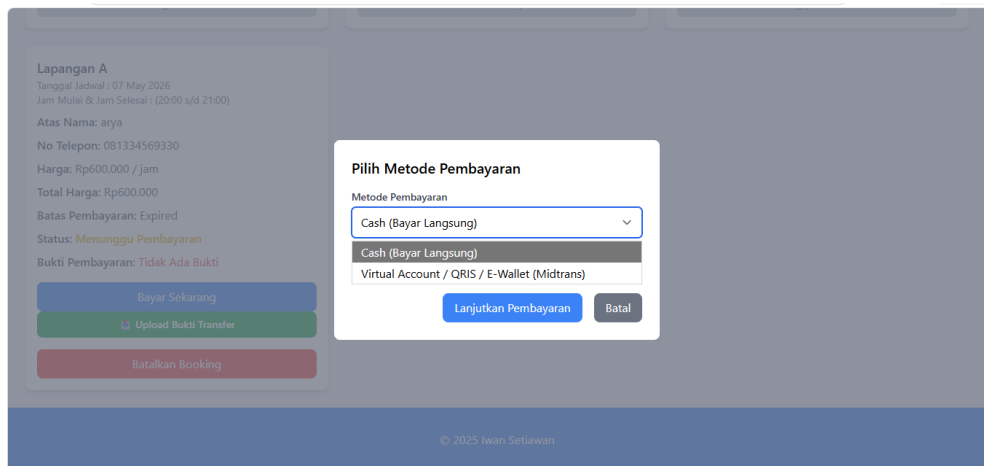 Lapangan A
Tanggal Jadwal : 07 May 2026
Jam Mulai & Jam Selesai : (20:00 s/d 21:00)
Atas Nama: arya
No Telepon: 081334569330
Harga: Rp600.000 / jam
Total Harga: Rp600.000
Batas Pembayaran: Expired
Status: Menunggu Pembayaran
Bukti Pembayaran: Tidak Ada Bukti
Bayar Sekarang
Upload Bukti Transfer
Batalkan Booking
Pilih Metode Pembayaran
Metode Pembayaran
Cash (Bayar Langsung)
Cash (Bayar Langsung)
Virtual Account / QRIS / E-Wallet (Midtrans)
Lanjutkan Pembayaran
Batal
© 2025 Iwan Setiawan